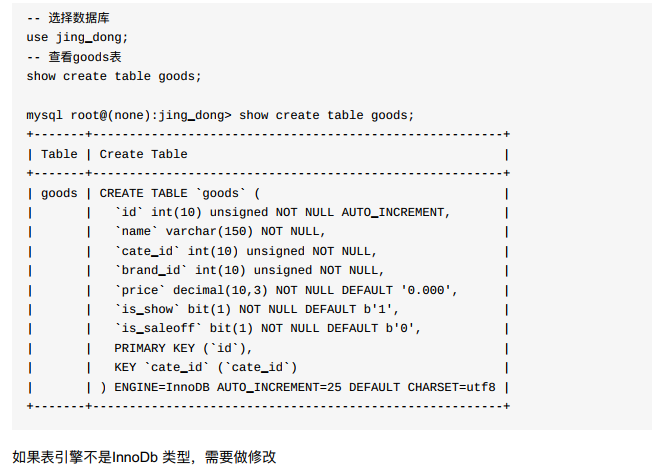 -- 选择数据库
use jing_dong;
-- 查看goods表
show create table goods;

mysql root@(none):jing_dong> show create table goods;
+-------+--------------------------------------------------------+
| Table | Create Table                                           |
+-------+--------------------------------------------------------+
| goods | CREATE TABLE `goods` (                                 |
|       |   `id` int(10) unsigned NOT NULL AUTO_INCREMENT,       |
|       |   `name` varchar(150) NOT NULL,                        |
|       |   `cate_id` int(10) unsigned NOT NULL,                 |
|       |   `brand_id` int(10) unsigned NOT NULL,                |
|       |   `price` decimal(10,3) NOT NULL DEFAULT '0.000',      |
|       |   `is_show` bit(1) NOT NULL DEFAULT b'1',              |
|       |   `is_saleoff` bit(1) NOT NULL DEFAULT b'0',           |
|       |   PRIMARY KEY (`id`),                                  |
|       |   KEY `cate_id` (`cate_id`)                            |
|       | ) ENGINE=InnoDB AUTO_INCREMENT=25 DEFAULT CHARSET=utf8 |
+-------+--------------------------------------------------------+
如果表引擎不是InnoDb 类型，需要做修改